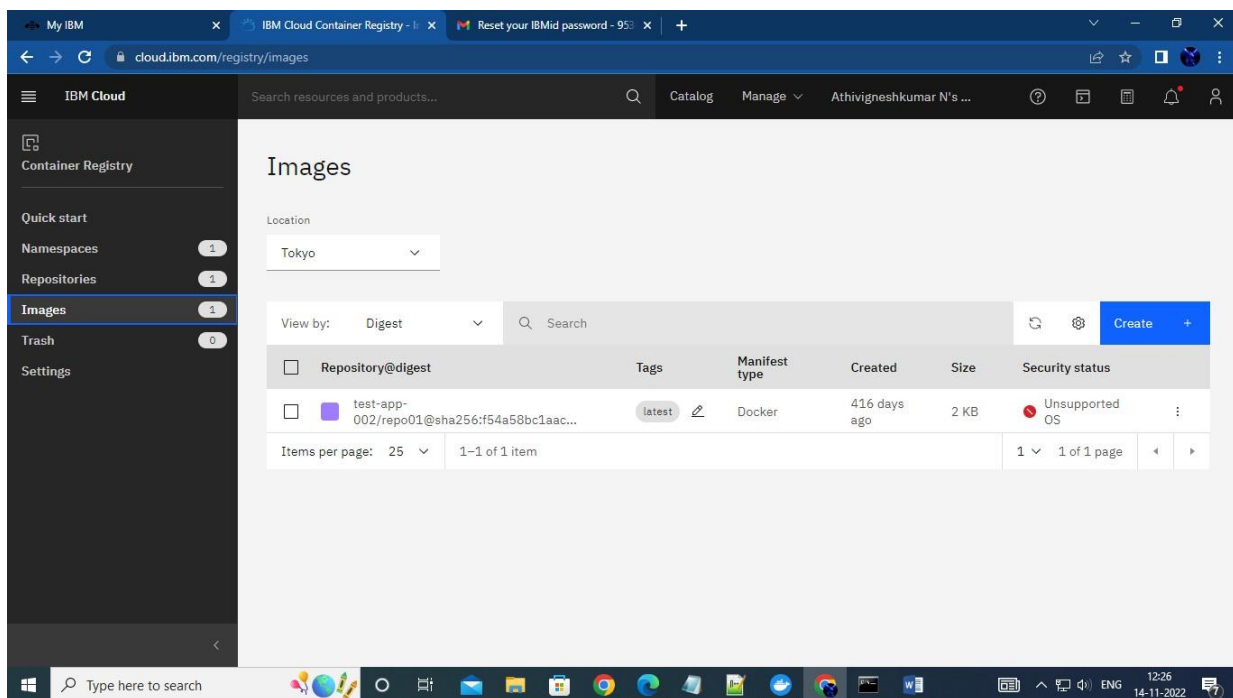 My IBM
IBM Cloud Container Registry - I
Reset your IBMid password - 953
cloud.ibm.com/registry/images
IBM Cloud
Search resources and products...
Catalog
Manage
Athivigneshkumar N's ...
Container Registry
Quick start
Namespaces 1
Repositories 1
Images 1
Trash 0
Settings
Images
Location
Tokyo
View by: Digest
Search
Create +
Repository@digest Tags Manifest type Created Size Security status
test-app-
002/repo01@sha256:f54a58bc1aac...
latest
Docker
416 days
ago
2 KB
Unsupported
OS
Items per page: 25 1–1 of 1 item
1 1 of 1 page
Type here to search
ENG
12:26
14-11-2022